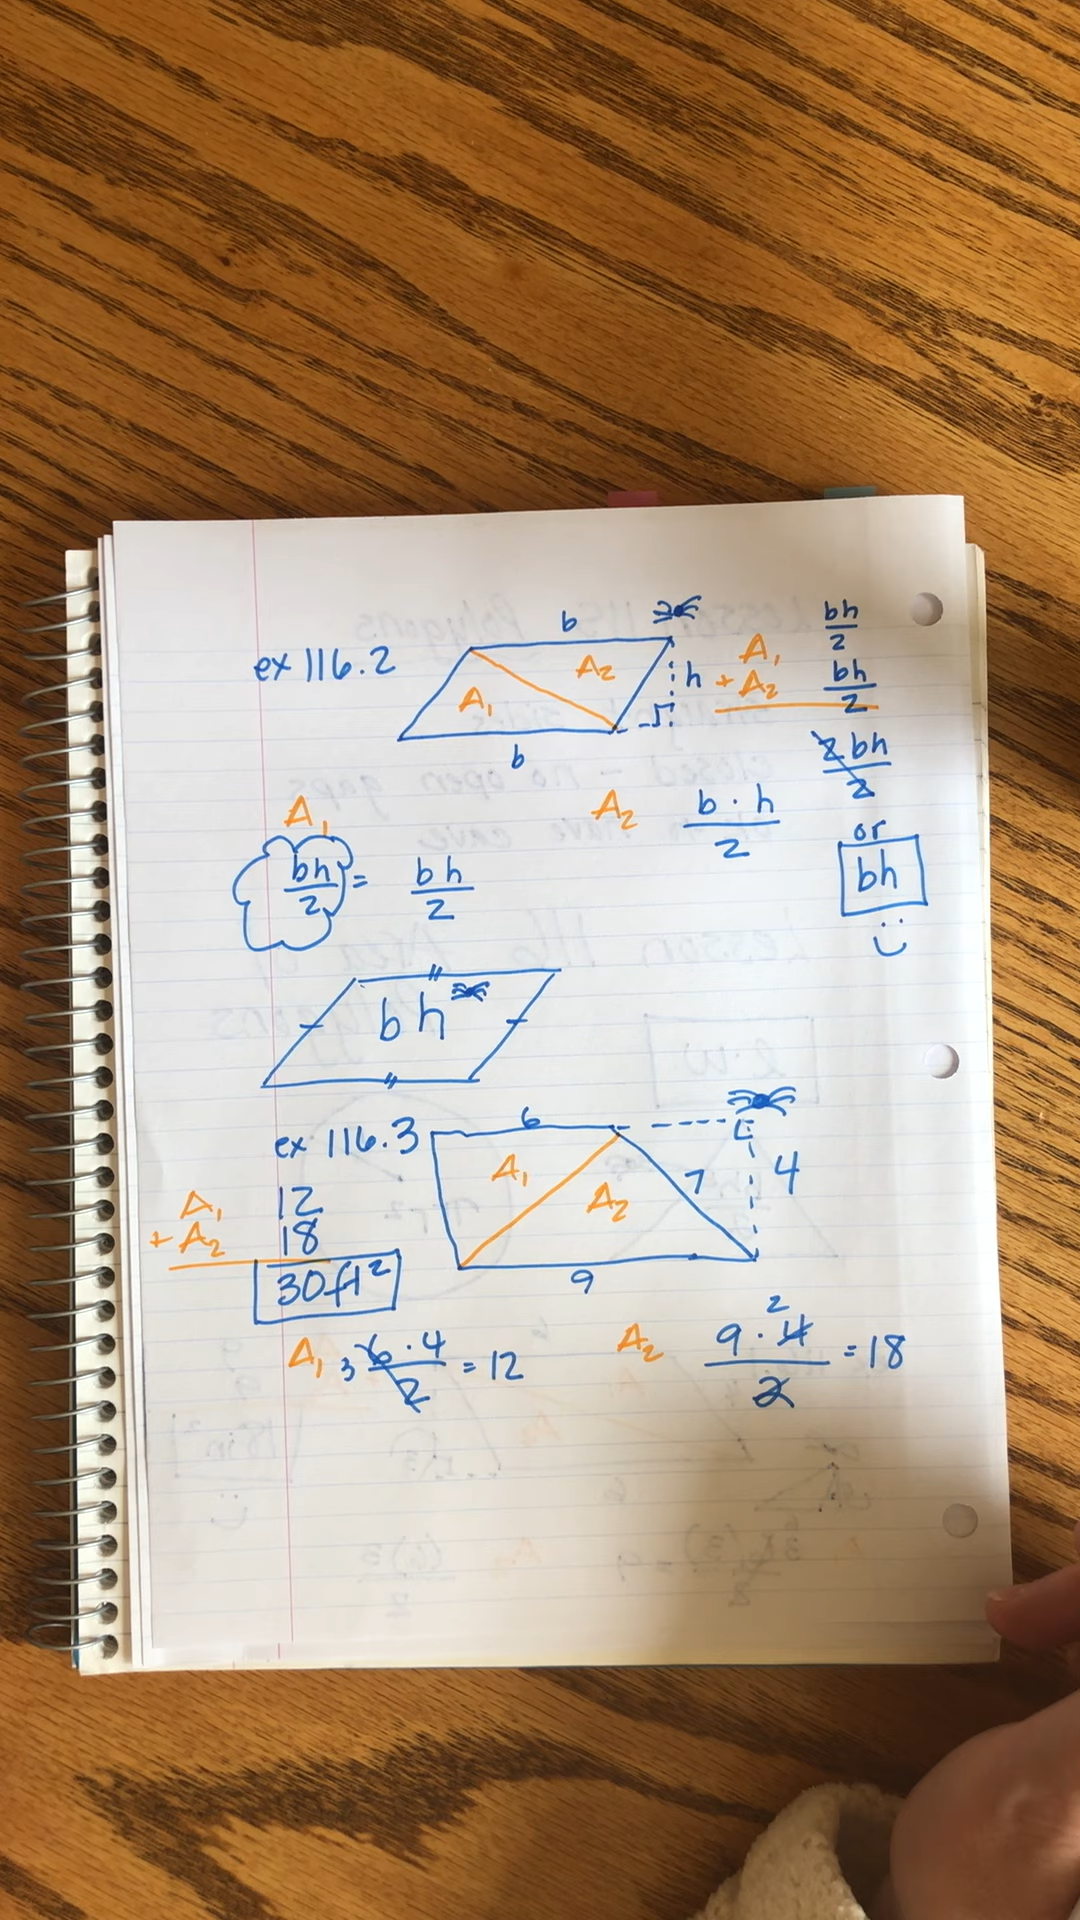 ex 116.2
b
A₁
A₂
h
b
A₁ bh/2
+ A₂ bh/2
2bh/2
or
bh
A₁
bh/2 = bh/2
A₂ b · h/2
bh
ex 116.3
6
A₁
A₂
7
4
9
A₁ 12
+ A₂ 18
30ft²
A₁ 3 6 · 4/2 = 12
A₂ 2
9 · 4/2 = 18